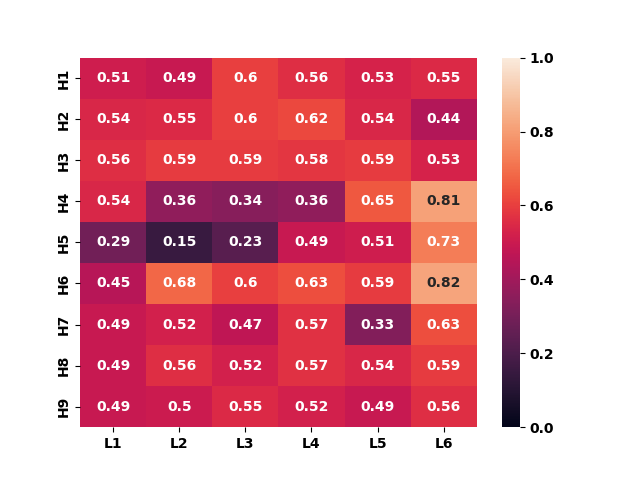 H1 0.51 0.49 0.6 0.56 0.53 0.55
H2 0.54 0.55 0.6 0.62 0.54 0.44
H3 0.56 0.59 0.59 0.58 0.59 0.53
H4 0.54 0.36 0.34 0.36 0.65 0.81
H5 0.29 0.15 0.23 0.49 0.51 0.73
H6 0.45 0.68 0.6 0.63 0.59 0.82
H7 0.49 0.52 0.47 0.57 0.33 0.63
H8 0.49 0.56 0.52 0.57 0.54 0.59
H9 0.49 0.5 0.55 0.52 0.49 0.56
L1 L2 L3 L4 L5 L6
1.0
0.8
0.6
0.4
0.2
0.0